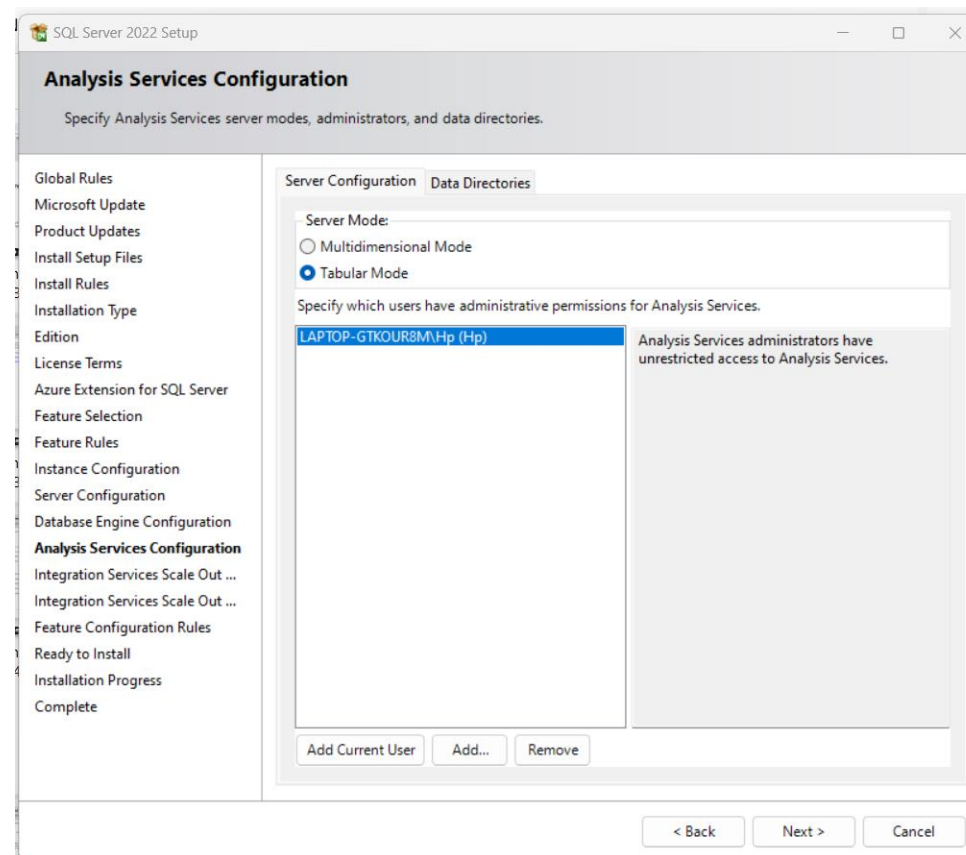 SQL Server 2022 Setup
Analysis Services Configuration
Specify Analysis Services server modes, administrators, and data directories.
Global Rules
Microsoft Update
Product Updates
Install Setup Files
Install Rules
Installation Type
Edition
License Terms
Azure Extension for SQL Server
Feature Selection
Feature Rules
Instance Configuration
Server Configuration
Database Engine Configuration
Analysis Services Configuration
Integration Services Scale Out ...
Integration Services Scale Out ...
Feature Configuration Rules
Ready to Install
Installation Progress
Complete
Server Configuration Data Directories
Server Mode:
Multidimensional Mode
Tabular Mode
Specify which users have administrative permissions for Analysis Services.
LAPTOP-GTKOUR8M\Hp (Hp)
Analysis Services administrators have
unrestricted access to Analysis Services.
Add Current User Add... Remove
< Back Next > Cancel